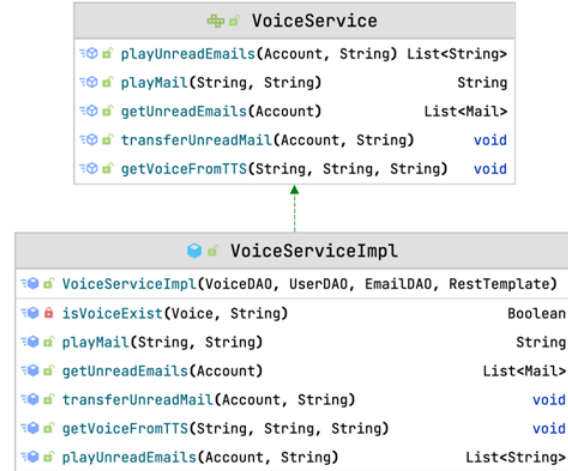 VoiceService
playUnreadEmails(Account, String) List<String>
playMail(String, String) String
getUnreadEmails(Account) List<Mail>
transferUnreadMail(Account, String) void
getVoiceFromTTS(String, String, String) void
VoiceServiceImpl
VoiceServiceImpl(VoiceDAO, UserDAO, EmailDAO, RestTemplate)
isVoiceExist(Voice, String) Boolean
playMail(String, String) String
getUnreadEmails(Account) List<Mail>
transferUnreadMail(Account, String) void
getVoiceFromTTS(String, String, String) void
playUnreadEmails(Account, String) List<String>